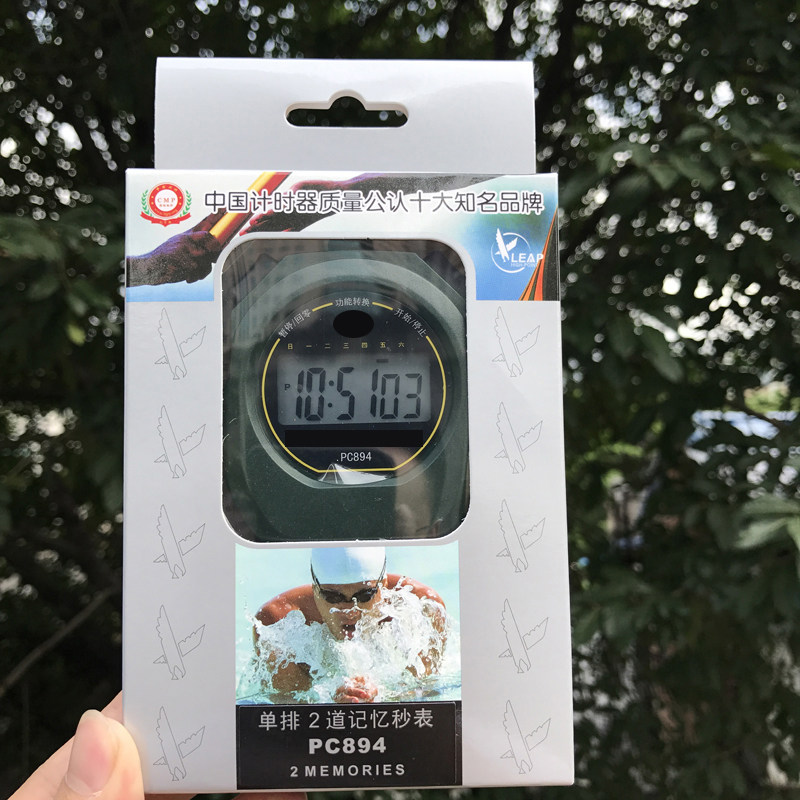 CMP
中国计时器质量公认十大知名品牌
LEAP
功能转换
暂停/回零
开始/停止
日 一 二 三 四 五 六
P 10:51 03
.PC894
单排 2 道记忆秒表
PC894
2 MEMORIES